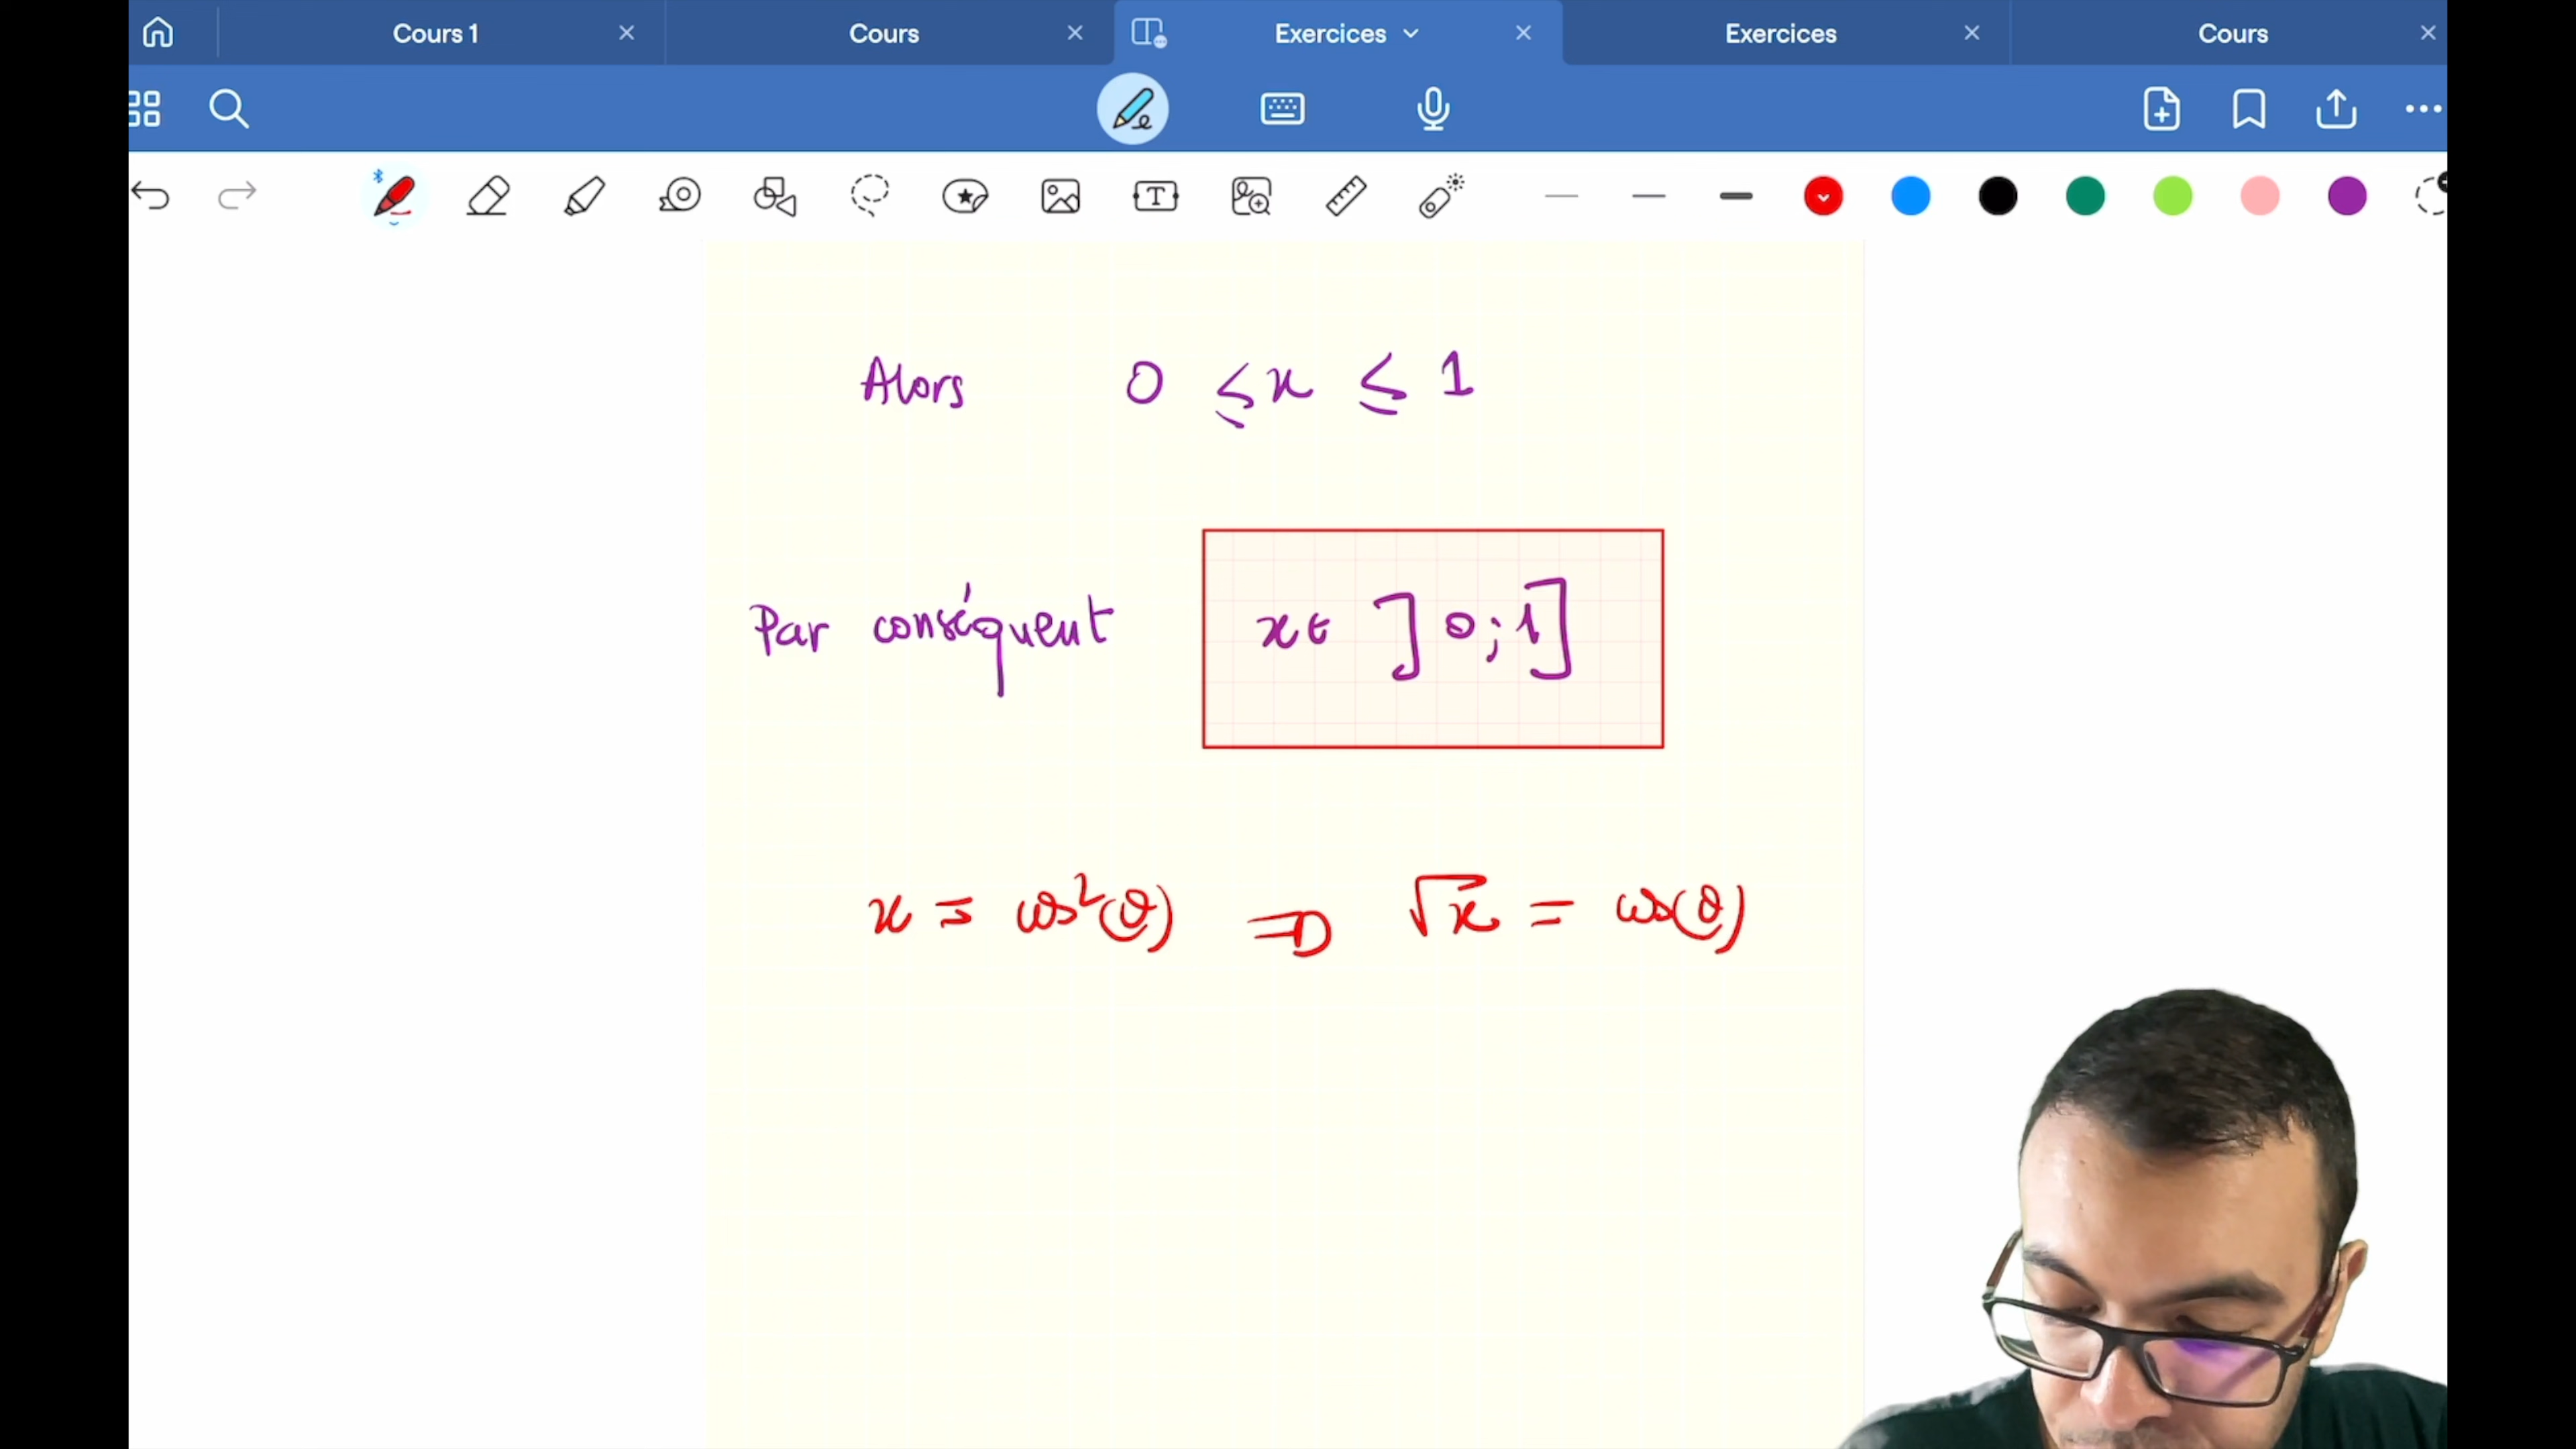 Cours 1 Cours Exercices Exercices Cours
T
Alors 0 ≤ x ≤ 1
Par conséquent x ∈ ]0;1]
x = cos²(θ) ⇒ √x = cos(θ)